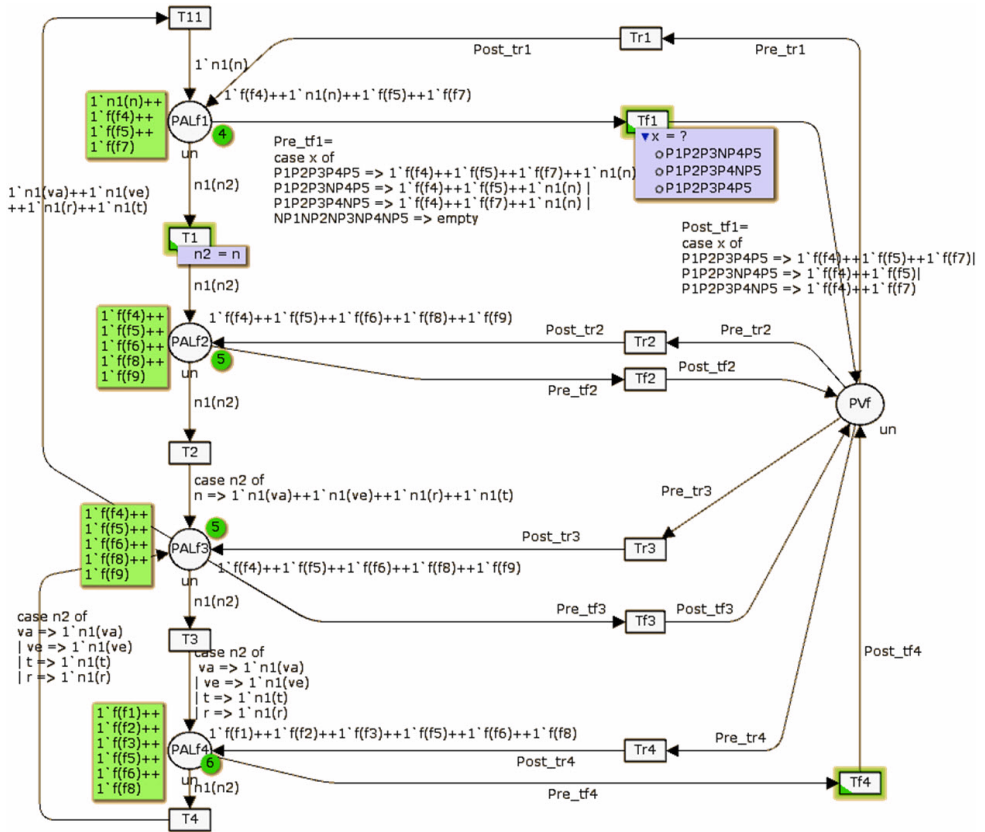 T11
Tr1
Post_tr1
Pre_tr1
1`n1(n)
1`f(f4)++1`n1(n)++1`f(f5)++1`f(f7)
1`n1(n)++
1`f(f4)++
1`f(f5)++
1`f(f7)
PALf1
4
un
Tf1
x = ?
P1P2P3NP4P5
P1P2P3P4NP5
P1P2P3P4P5
Pre_tf1=
case x of
P1P2P3P4P5 => 1`f(f4)++1`f(f5)++1`f(f7)++1`n1(n)
P1P2P3NP4P5 => 1`f(f4)++1`f(f5)++1`n1(n) |
P1P2P3P4NP5 => 1`f(f4)++1`f(f7)++1`n1(n) |
NP1NP2NP3NP4NP5 => empty
n1(n2)
1`n1(va)++1`n1(ve)
++1`n1(r)++1`n1(t)
T1
n2 = n
Post_tf1=
case x of
P1P2P3P4P5 => 1`f(f4)++1`f(f5)++1`f(f7)|
P1P2P3NP4P5 => 1`f(f4)++1`f(f5)|
P1P2P3P4NP5 => 1`f(f4)++1`f(f7)
n1(n2)
1`f(f4)++
1`f(f5)++
1`f(f6)++
1`f(f8)++
1`f(f9)
1`f(f4)++1`f(f5)++1`f(f6)++1`f(f8)++1`f(f9)
PALf2
5
un
Post_tr2
Tr2
Pre_tr2
Pre_tf2
Tf2
Post_tf2
PVf
un
n1(n2)
T2
case n2 of
n => 1`n1(va)++1`n1(ve)++1`n1(r)++1`n1(t)
Pre_tr3
1`f(f4)++
1`f(f5)++
1`f(f6)++
1`f(f8)++
1`f(f9)
5
PALf3
un
Post_tr3
Tr3
1`f(f4)++1`f(f5)++1`f(f6)++1`f(f8)++1`f(f9)
n1(n2)
Pre_tf3
Tf3
Post_tf3
case n2 of
va => 1`n1(va)
| ve => 1`n1(ve)
| t => 1`n1(t)
| r => 1`n1(r)
T3
case n2 of
va => 1`n1(va)
| ve => 1`n1(ve)
| t => 1`n1(t)
| r => 1`n1(r)
Post_tf4
1`f(f1)++
1`f(f2)++
1`f(f3)++
1`f(f5)++
1`f(f6)++
1`f(f8)
1`f(f1)++1`f(f2)++1`f(f3)++1`f(f5)++1`f(f6)++1`f(f8)
PALf4
6
un
Post_tr4
Tr4
Pre_tr4
n1(n2)
Pre_tf4
Tf4
T4